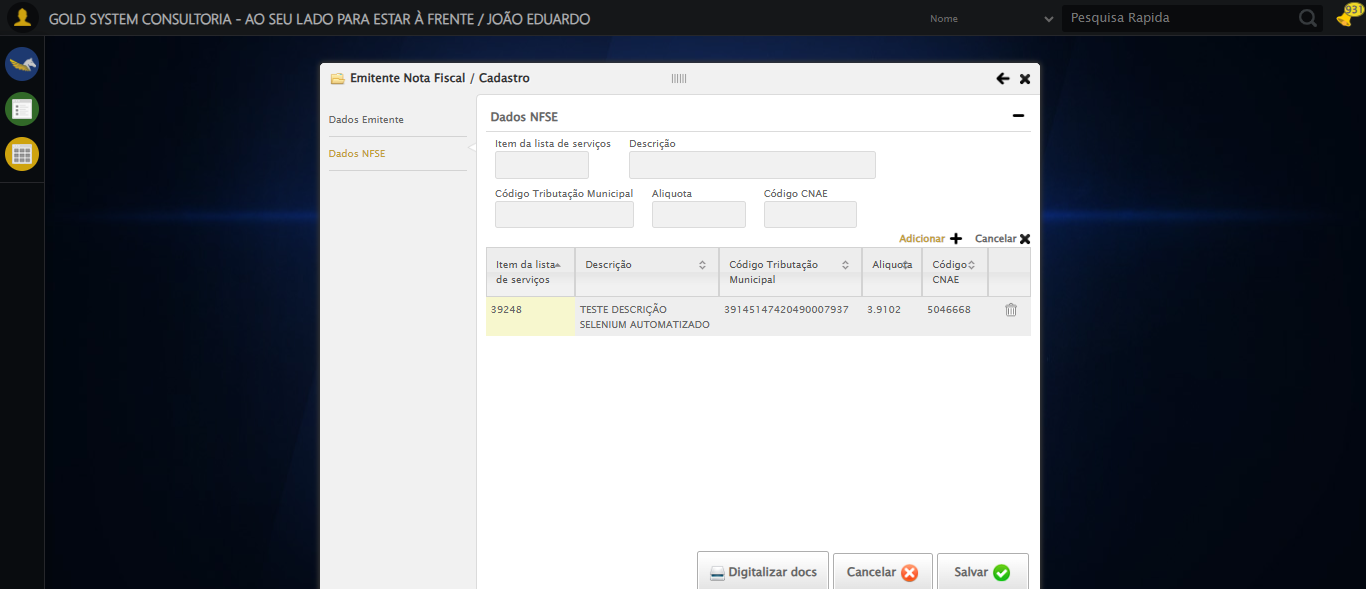 GOLD SYSTEM CONSULTORIA - AO SEU LADO PARA ESTAR À FRENTE / JOÃO EDUARDO
Nome
Pesquisa Rapida
931
Emitente Nota Fiscal / Cadastro
Dados Emitente
Dados NFSE
Dados NFSE
Item da lista de serviços
Descrição
Código Tributação Municipal
Aliquota
Código CNAE
Adicionar
Cancelar
Item da lista
de serviços
Descrição
Código Tributação
Municipal
Aliquota
Código
CNAE
39248
TESTE DESCRIÇÃO
SELENIUM AUTOMATIZADO
39145147420490007937
3.9102
5046668
Digitalizar docs
Cancelar
Salvar